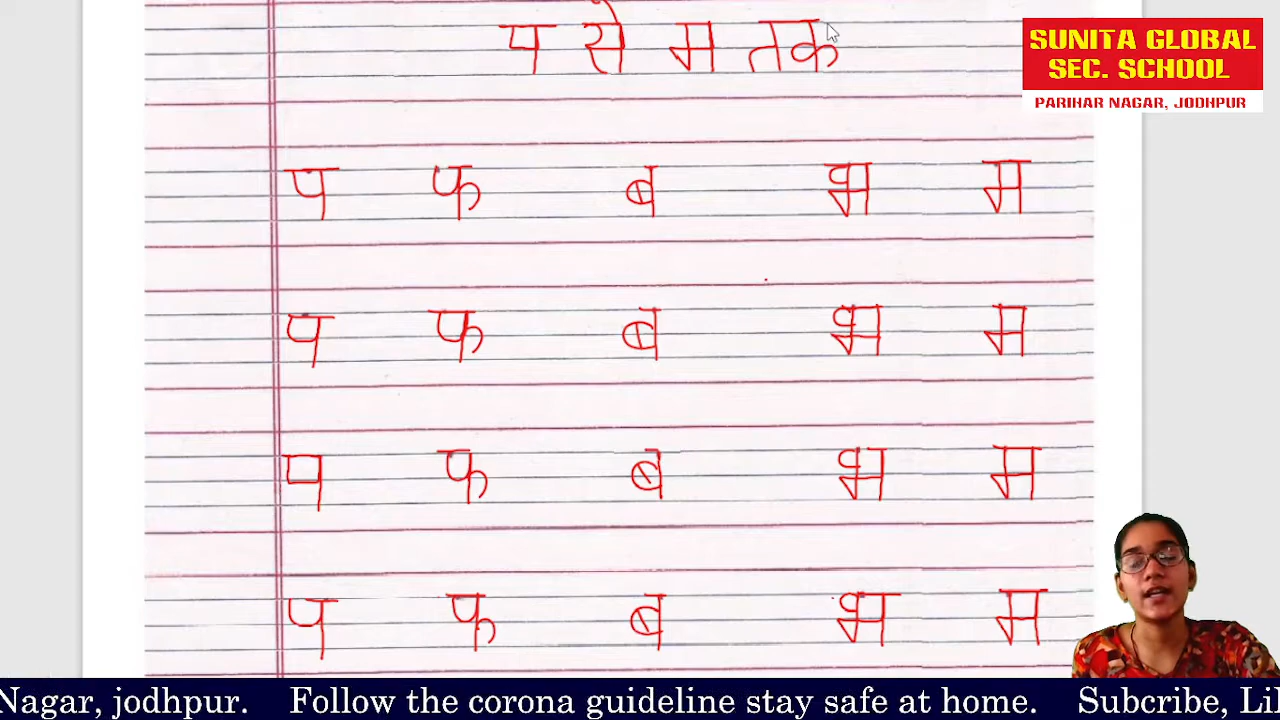 प से म तक
SUNITA GLOBAL
SEC. SCHOOL
PARIHAR NAGAR, JODHPUR
प फ ब भ म
प फ ब भ म
प फ ब भ म
प फ ब भ म
Nagar, jodhpur. Follow the corona guideline stay safe at home. Subcribe, Li